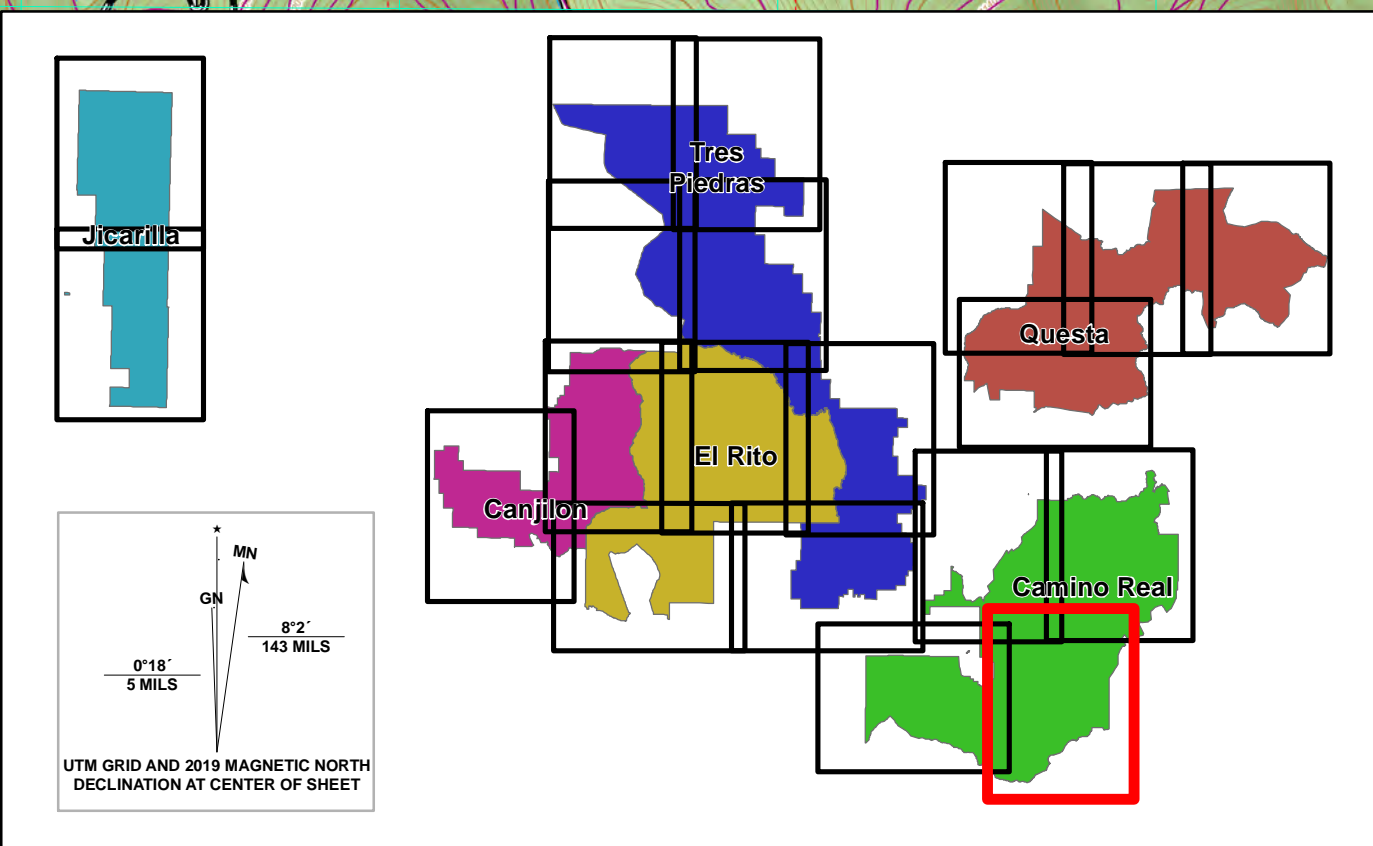 Tres
Piedras
Jicarilla
Questa
El Rito
Canjilon
Camino Real
MN
GN
8°2´
143 MILS
0°18´
5 MILS
UTM GRID AND 2019 MAGNETIC NORTH
DECLINATION AT CENTER OF SHEET